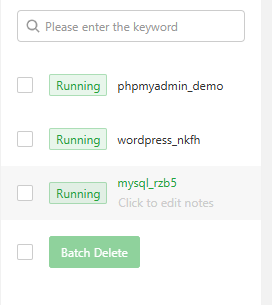 Please enter the keyword
Running phpmyadmin_demo
Running wordpress_nkfh
Running mysql_rzb5
Click to edit notes
Batch Delete